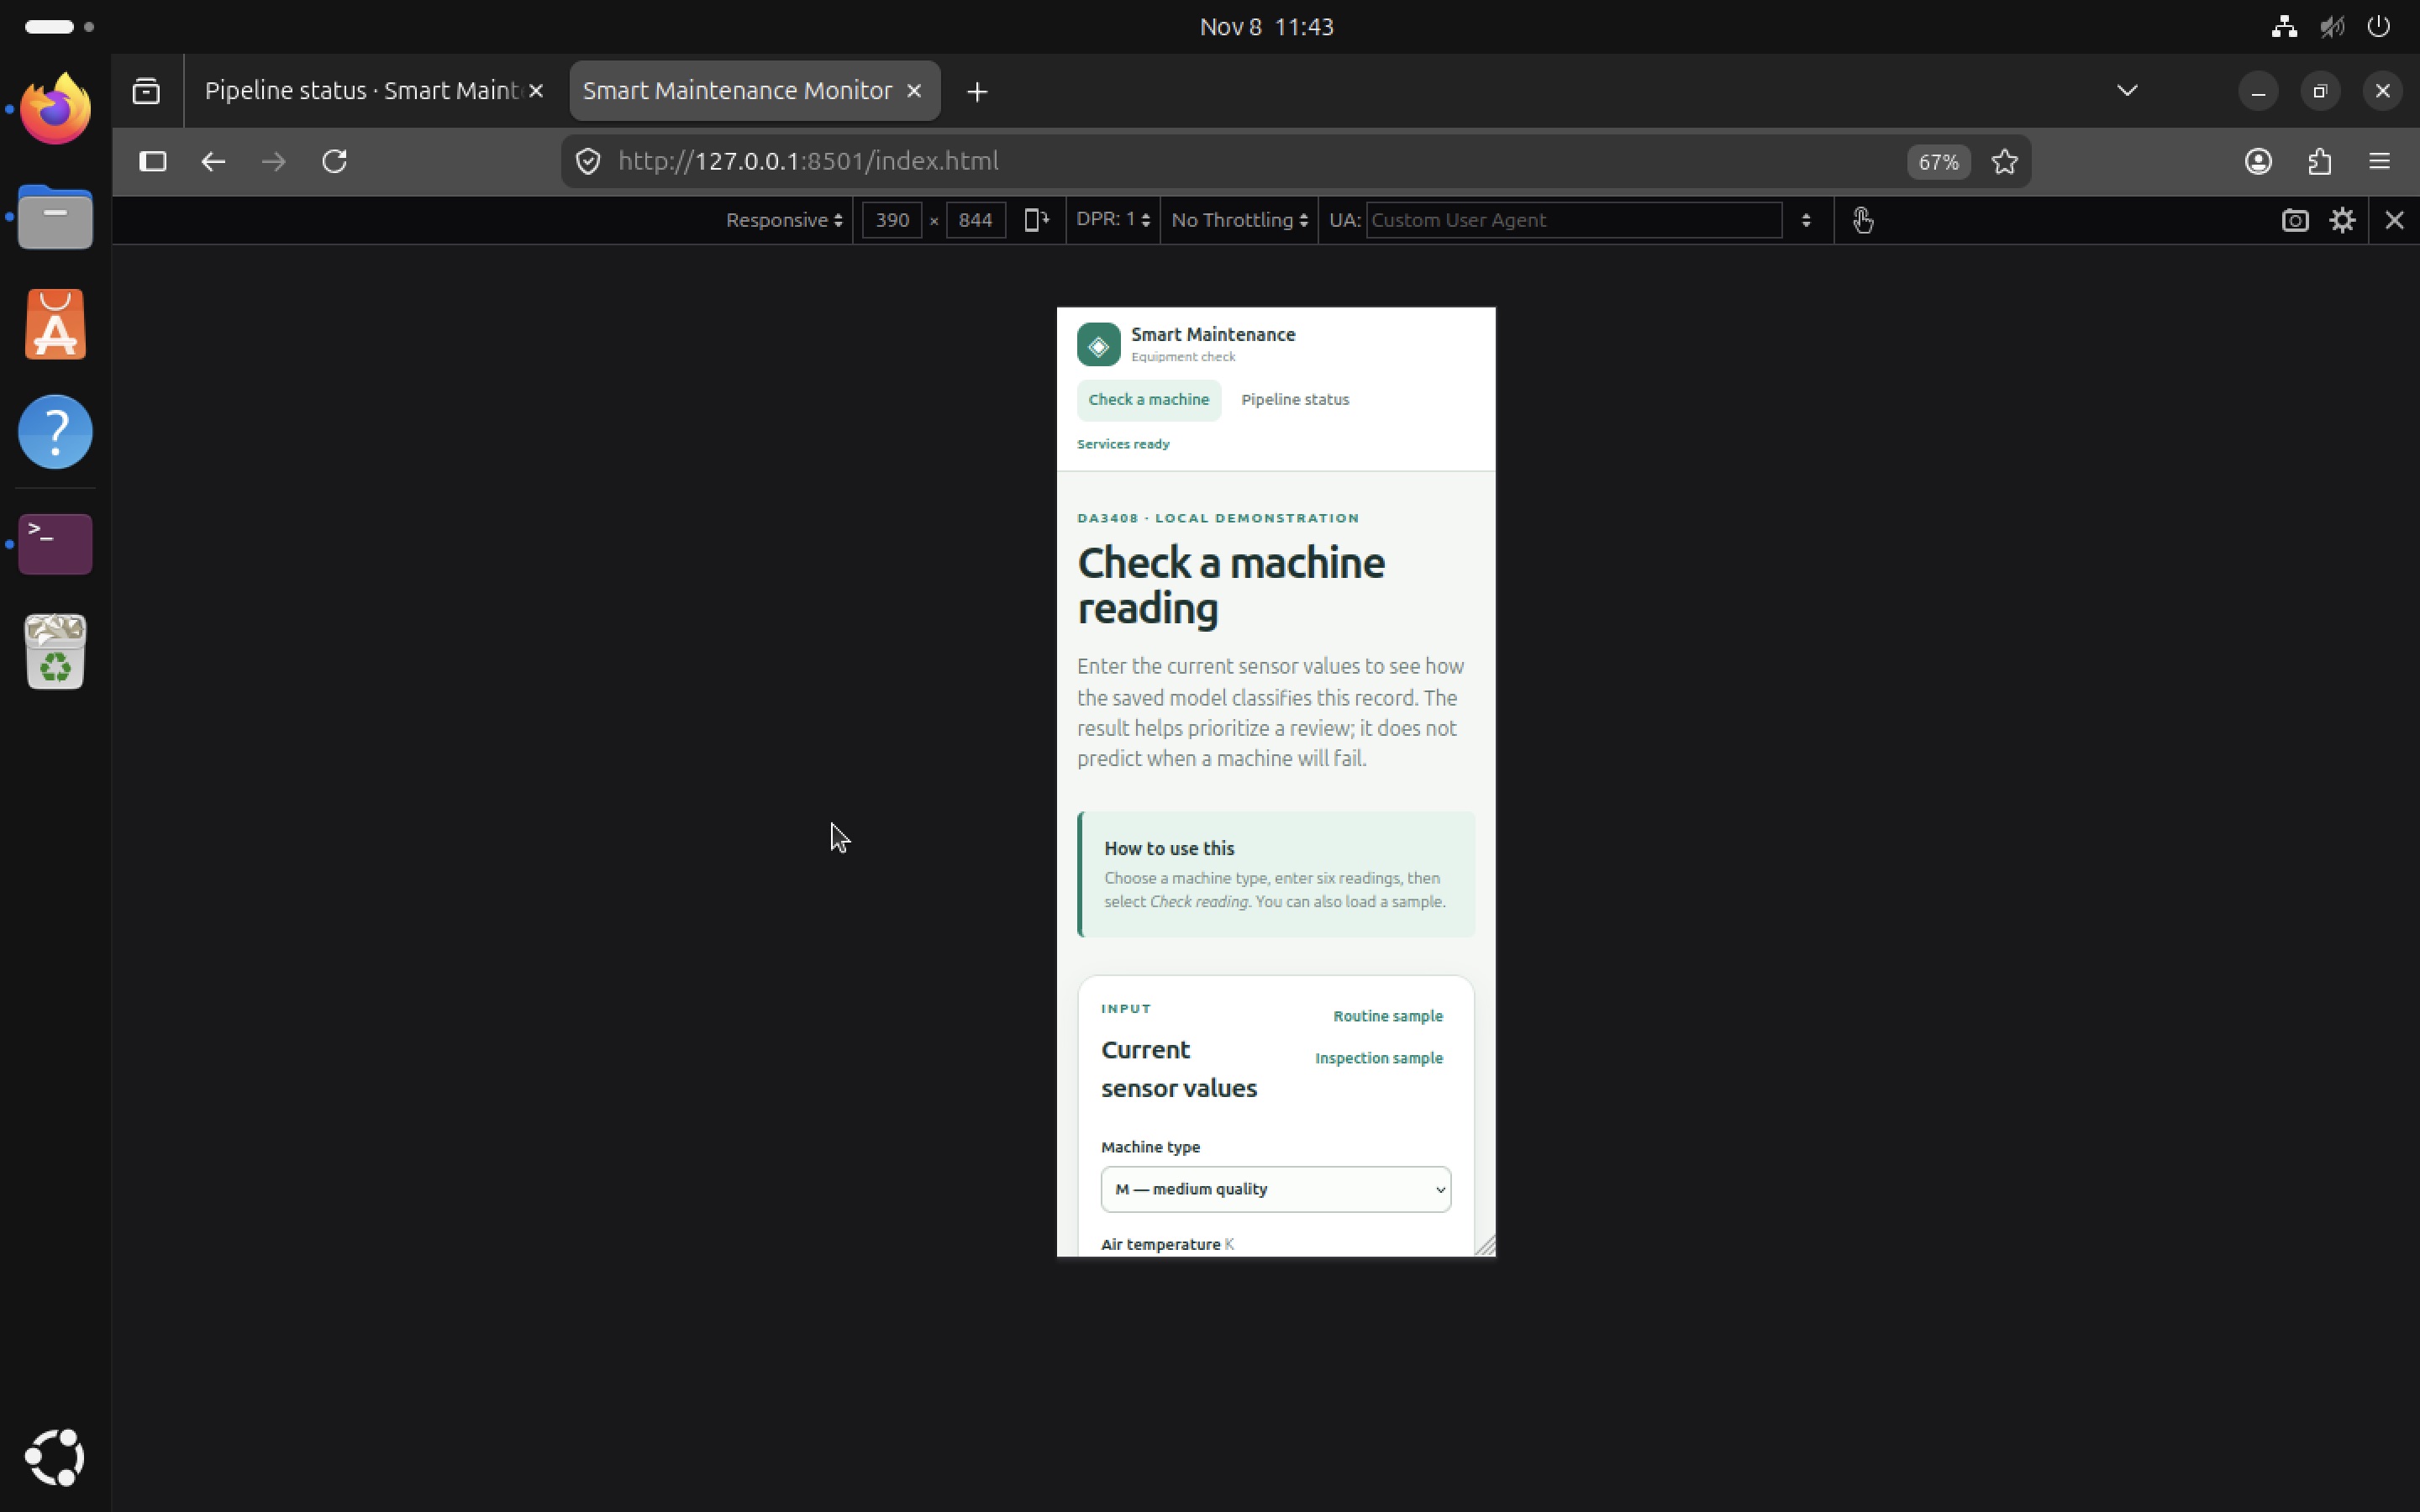 Nov 8 11:43
Pipeline status · Smart Maint
Smart Maintenance Monitor
http://127.0.0.1:8501/index.html
67%
Responsive
390 × 844
DPR: 1
No Throttling
UA: Custom User Agent
Smart Maintenance
Equipment check
Check a machine
Pipeline status
Services ready
DA3408 · LOCAL DEMONSTRATION
Check a machine
reading
Enter the current sensor values to see how
the saved model classifies this record. The
result helps prioritize a review; it does not
predict when a machine will fail.
How to use this
Choose a machine type, enter six readings, then
select Check reading. You can also load a sample.
INPUT
Routine sample
Current
sensor values
Inspection sample
Machine type
M — medium quality
Air temperature K